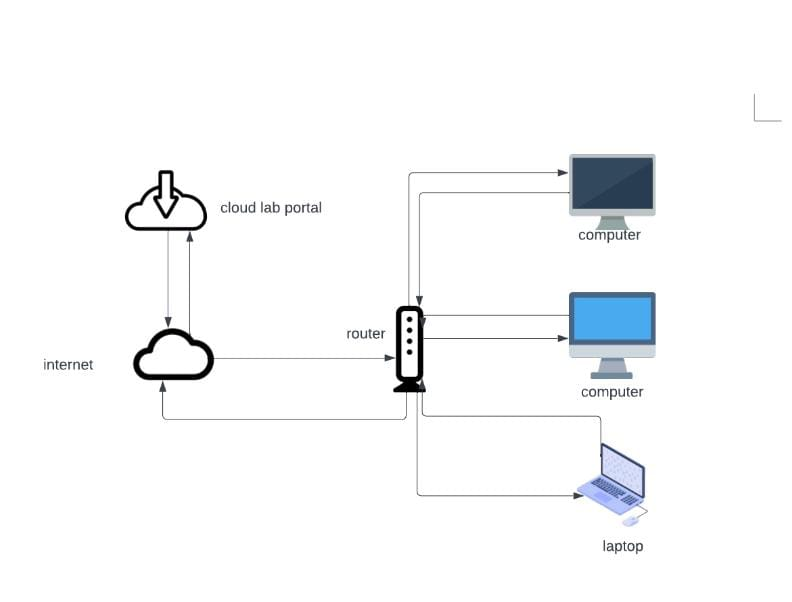 cloud lab portal
computer
router
internet
computer
laptop